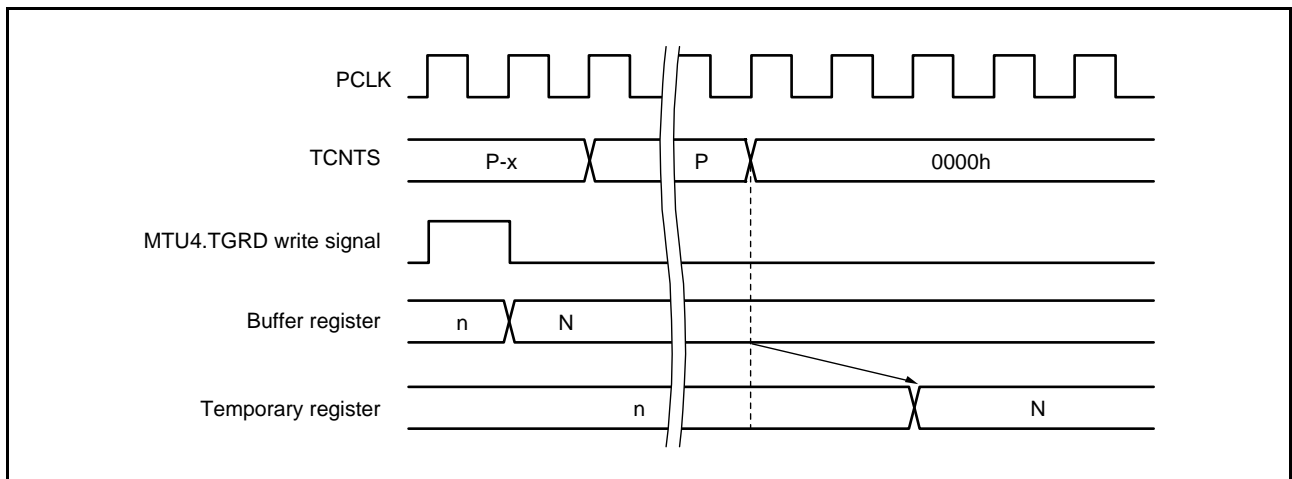 PCLK
TCNTS P-x P 0000h
MTU4.TGRD write signal
Buffer register n N
Temporary register n N